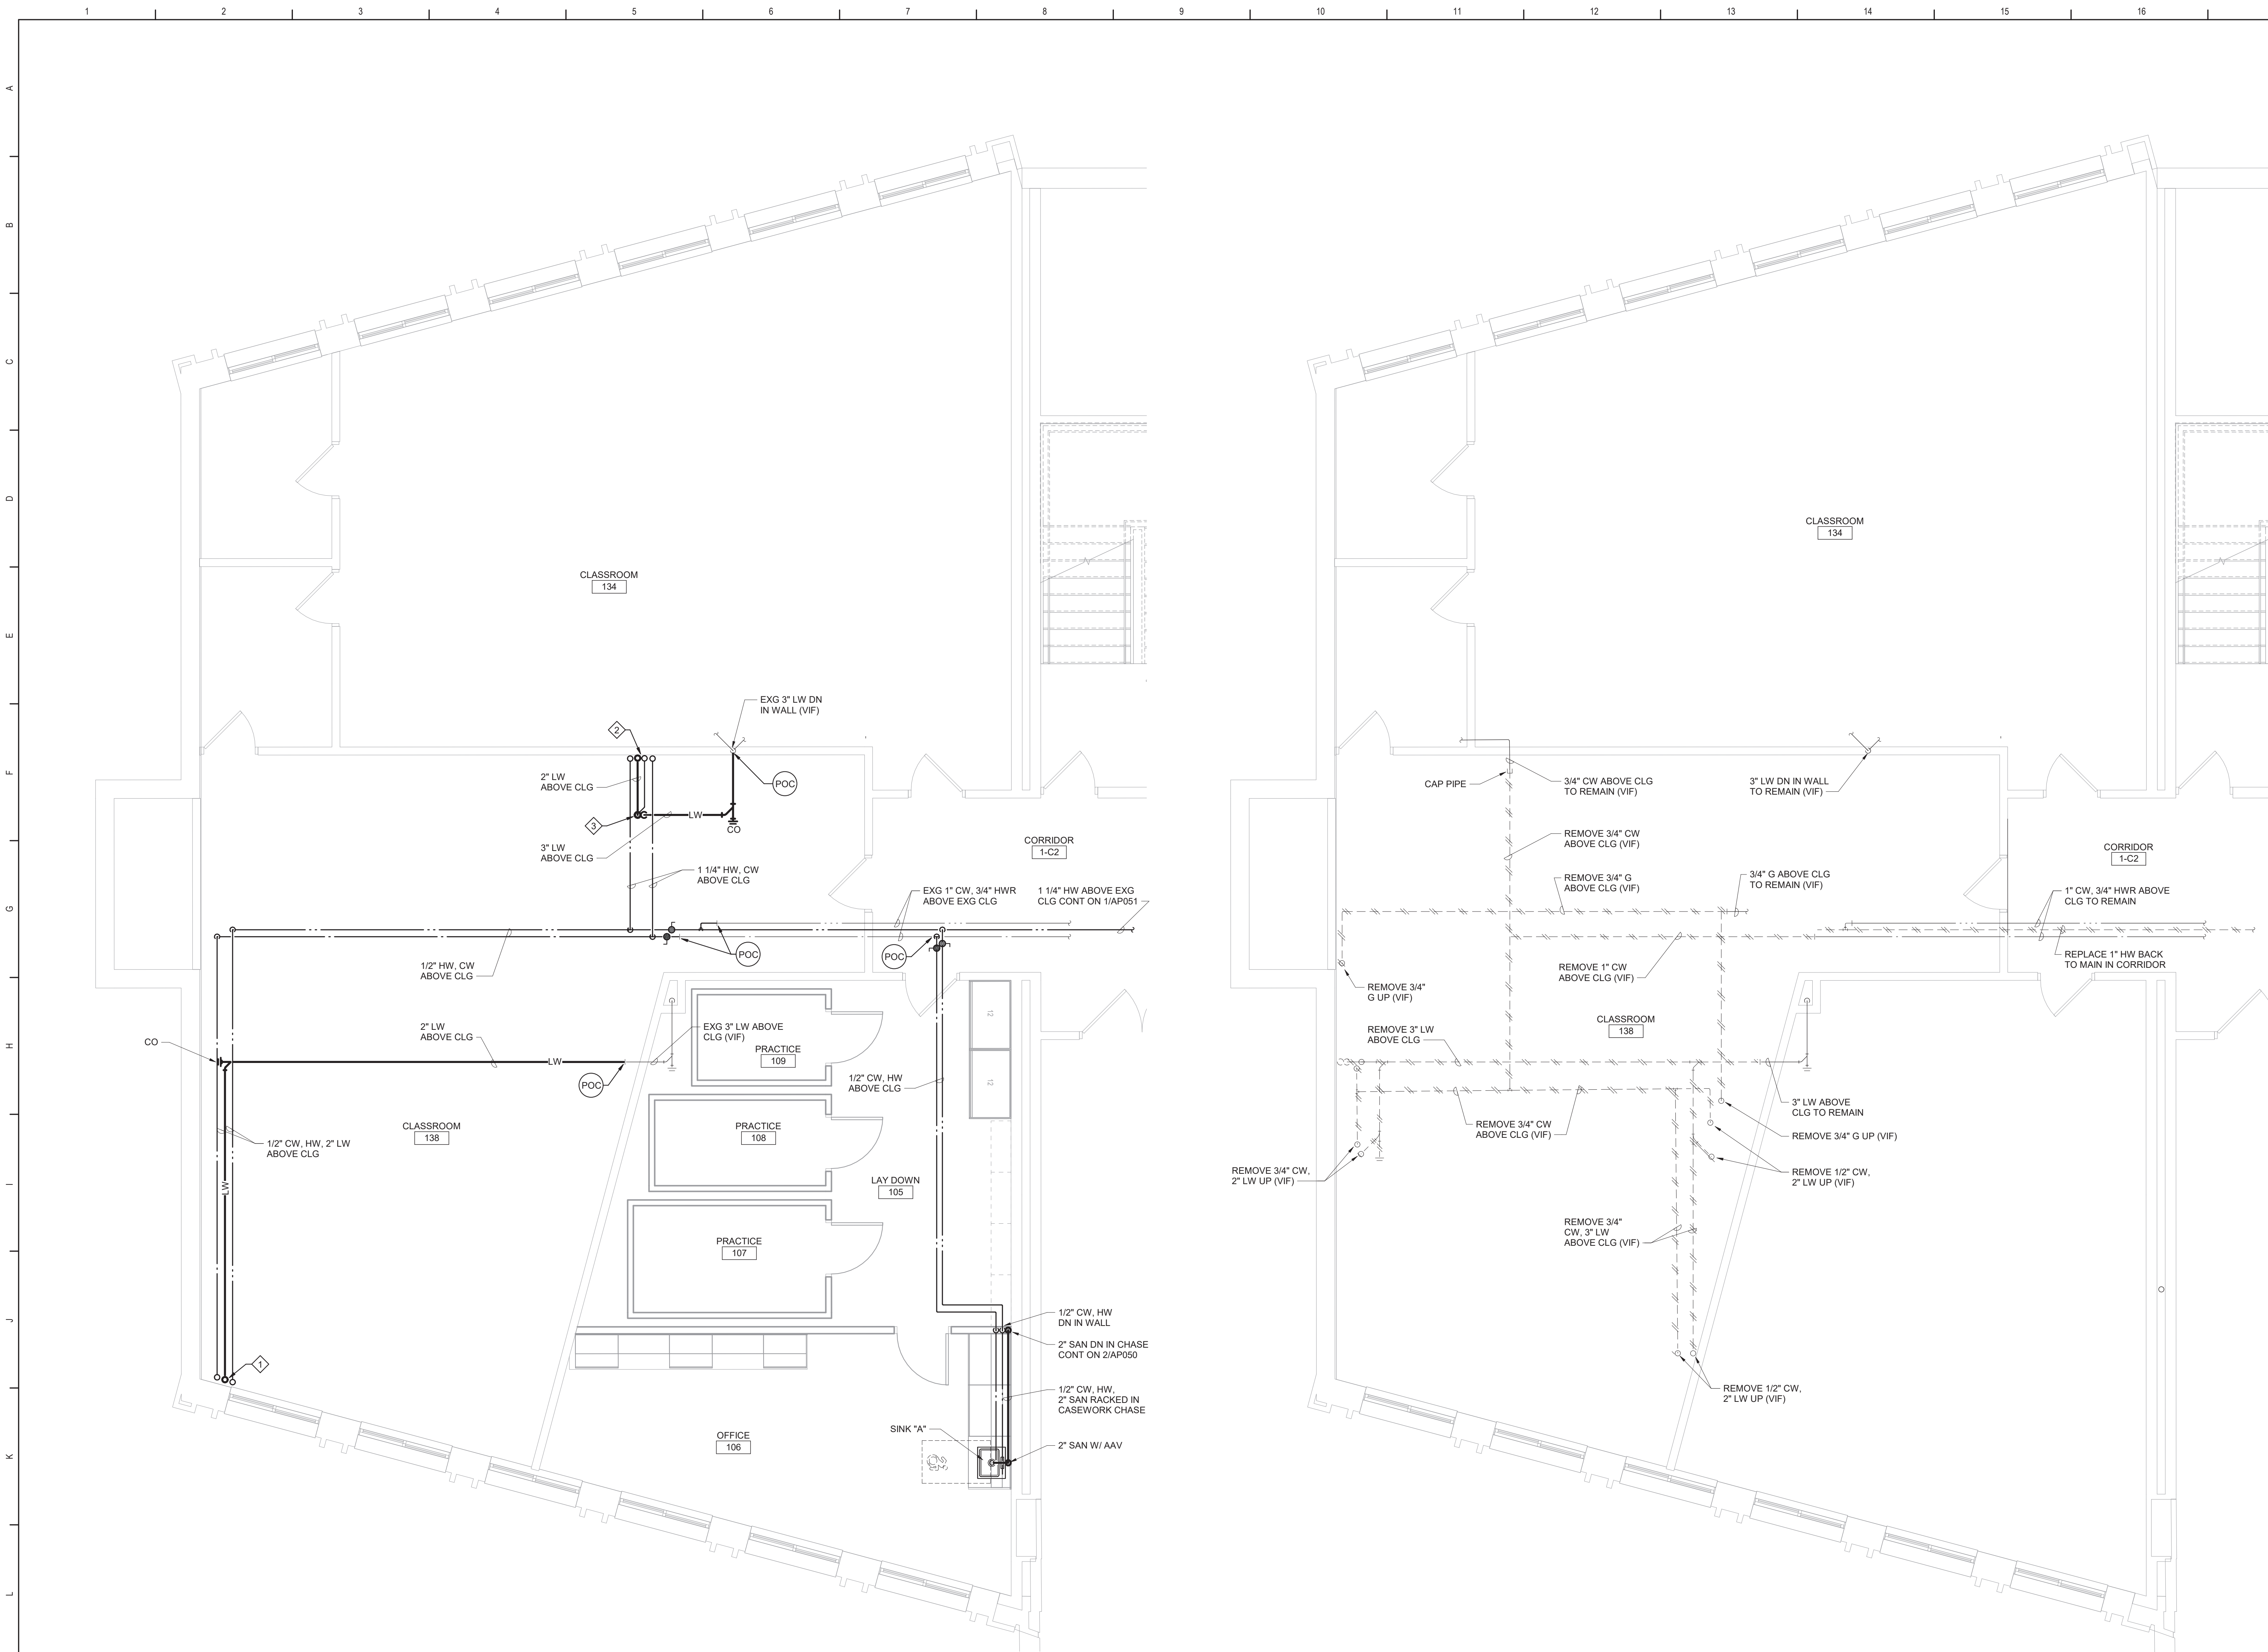 1 2 3 4 5 6 7 8 9 10 11 12 13 14 15 16
A
B
C
D
E
F
G
H
I
J
K
L
CLASSROOM
134
EXG 3" LW DN
IN WALL (VIF)
2
POC
2" LW
ABOVE CLG
LW
3
CO
3" LW
ABOVE CLG
CORRIDOR
1-C2
1 1/4" HW, CW
ABOVE CLG
EXG 1" CW, 3/4" HWR
ABOVE EXG CLG
1 1/4" HW ABOVE EXG
CLG CONT ON 1/AP051
POC
POC
1/2" HW, CW
ABOVE CLG
2" LW
ABOVE CLG
CO
LW
EXG 3" LW ABOVE
CLG (VIF)
PRACTICE
109
12
12
POC
1/2" CW, HW
ABOVE CLG
CLASSROOM
138
1/2" CW, HW, 2" LW
ABOVE CLG
PRACTICE
108
LW
LAY DOWN
105
PRACTICE
107
1/2" CW, HW
DN IN WALL
2" SAN DN IN CHASE
CONT ON 2/AP050
1
1/2" CW, HW,
2" SAN RACKED IN
CASEWORK CHASE
SINK "A"
OFFICE
106
2" SAN W/ AAV
CLASSROOM
134
CAP PIPE
3/4" CW ABOVE CLG
TO REMAIN (VIF)
3" LW DN IN WALL
TO REMAIN (VIF)
REMOVE 3/4" CW
ABOVE CLG (VIF)
CORRIDOR
1-C2
REMOVE 3/4" G
ABOVE CLG (VIF)
3/4" G ABOVE CLG
TO REMAIN (VIF)
1" CW, 3/4" HWR ABOVE
CLG TO REMAIN
REMOVE 1" CW
ABOVE CLG (VIF)
REPLACE 1" HW BACK
TO MAIN IN CORRIDOR
REMOVE 3/4"
G UP (VIF)
CLASSROOM
138
REMOVE 3" LW
ABOVE CLG
3" LW ABOVE
CLG TO REMAIN
REMOVE 3/4" CW
ABOVE CLG (VIF)
REMOVE 3/4" G UP (VIF)
REMOVE 3/4" CW,
2" LW UP (VIF)
REMOVE 1/2" CW,
2" LW UP (VIF)
REMOVE 3/4"
CW, 3" LW
ABOVE CLG (VIF)
REMOVE 1/2" CW,
2" LW UP (VIF)